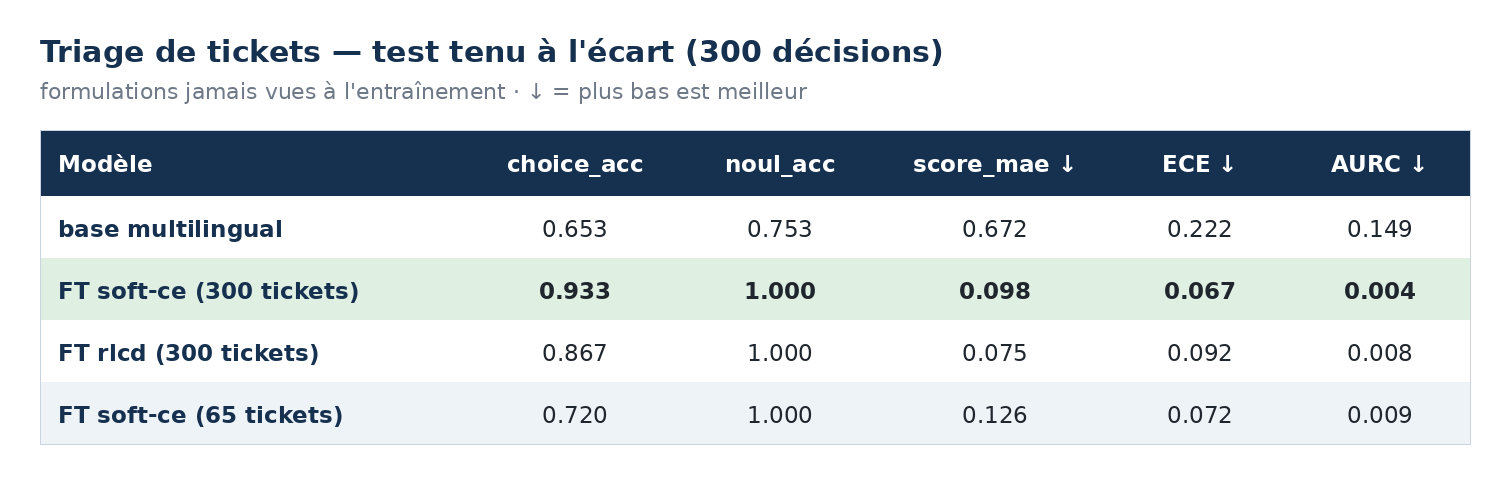 Triage de tickets — test tenu à l'écart (300 décisions)
formulations jamais vues à l'entraînement · ↓ = plus bas est meilleur
Modèle choice_acc noul_acc score_mae ↓ ECE ↓ AURC ↓
base multilingual 0.653 0.753 0.672 0.222 0.149
FT soft-ce (300 tickets) 0.933 1.000 0.098 0.067 0.004
FT rlcd (300 tickets) 0.867 1.000 0.075 0.092 0.008
FT soft-ce (65 tickets) 0.720 1.000 0.126 0.072 0.009